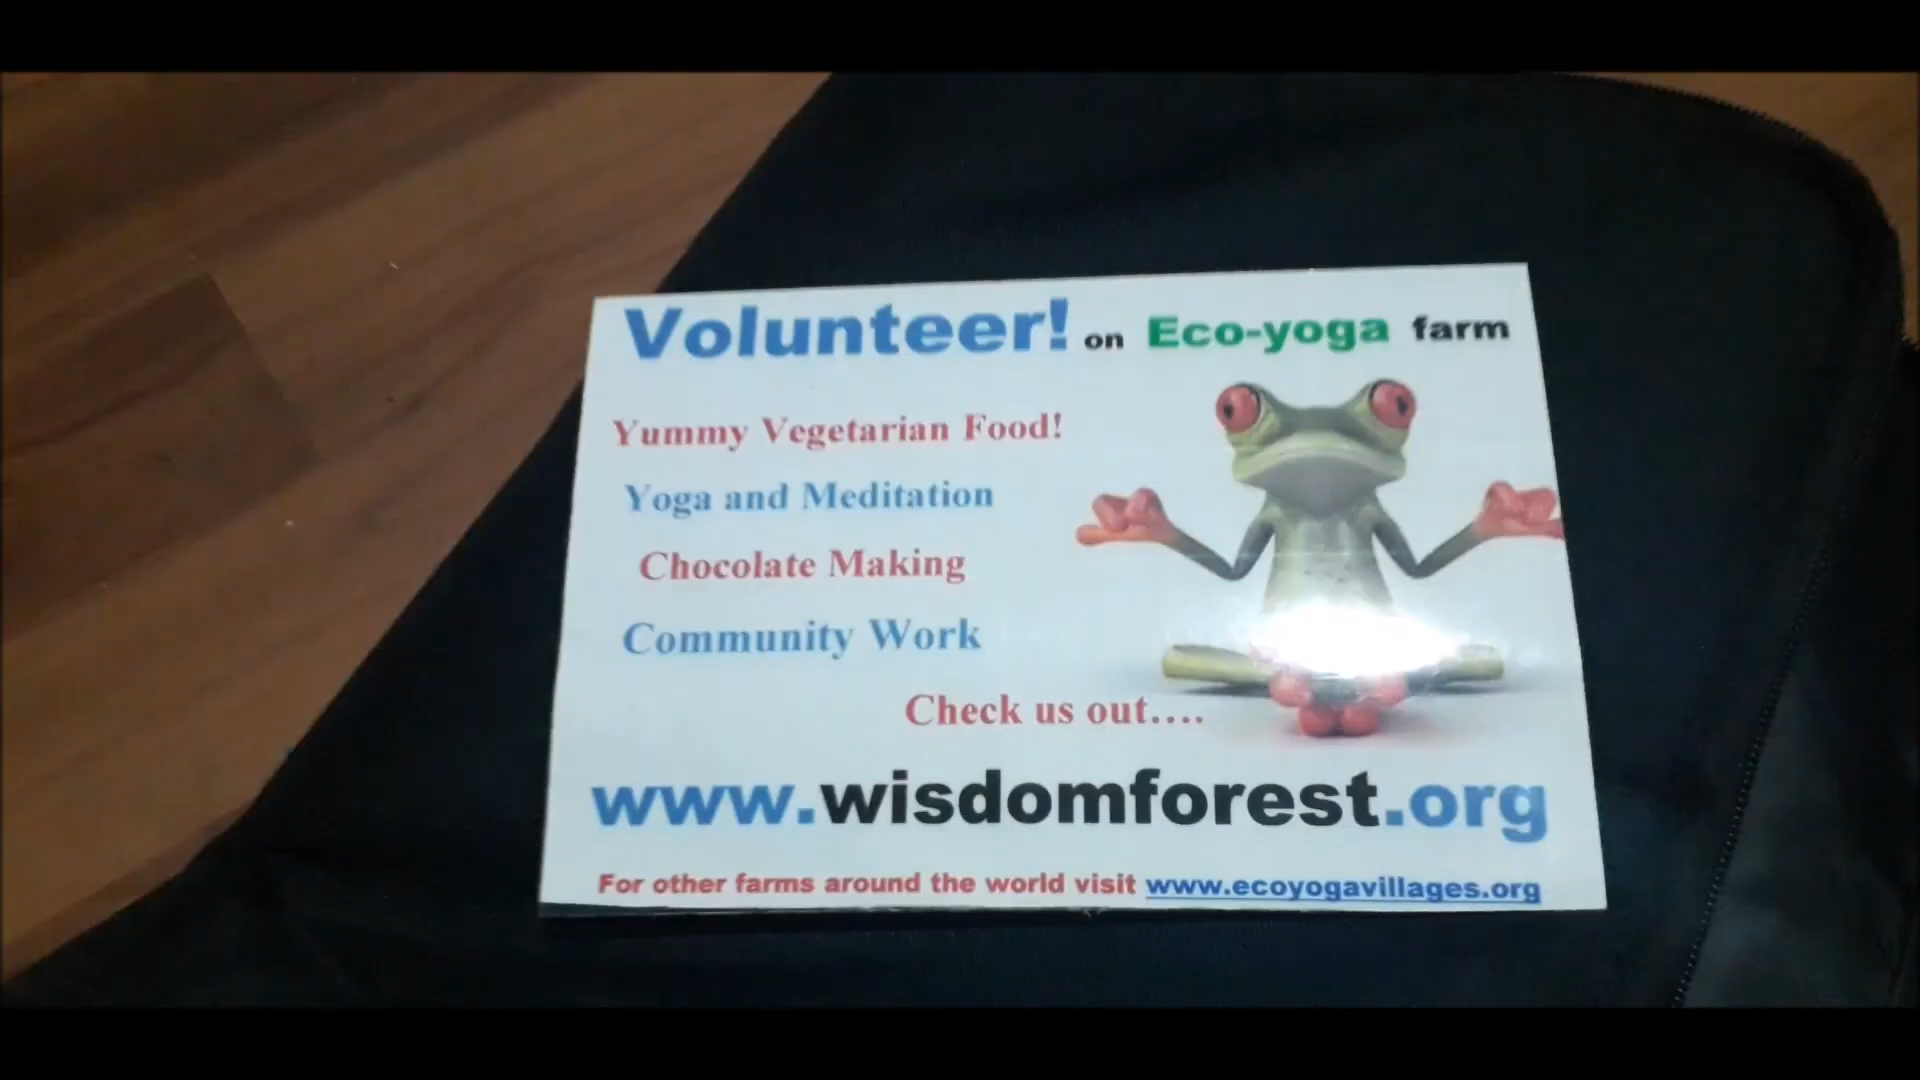 Volunteer! on Eco-yoga farm
Yummy Vegetarian Food!
Yoga and Meditation
Chocolate Making
Community Work
Check us out....
www.wisdomforest.org
For other farms around the world visit www.ecoyogavillages.org